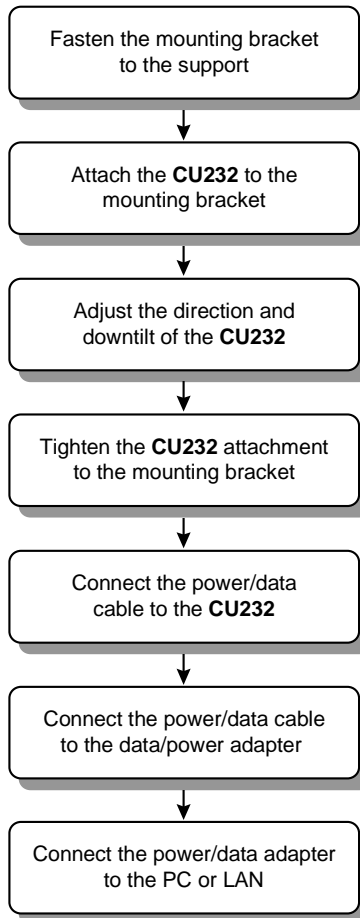 Fasten the mounting bracket
to the support
Attach the CU232 to the
mounting bracket
Adjust the direction and
downtilt of the CU232
Tighten the CU232 attachment
to the mounting bracket
Connect the power/data
cable to the CU232
Connect the power/data cable
to the data/power adapter
Connect the power/data adapter
to the PC or LAN